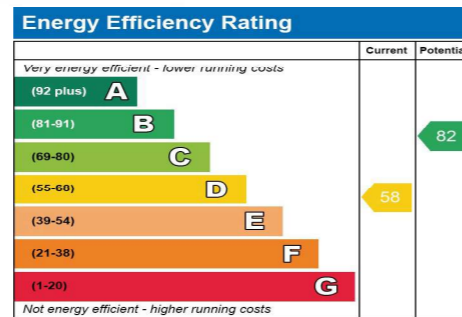 Energy Efficiency Rating
Current Potentia
Very energy efficient - lower running costs
(92 plus) A
(81-91) B
82
(69-80) C
(55-60) D
58
(39-54) E
(21-38) F
(1-20) G
Not energy efficient - higher running costs